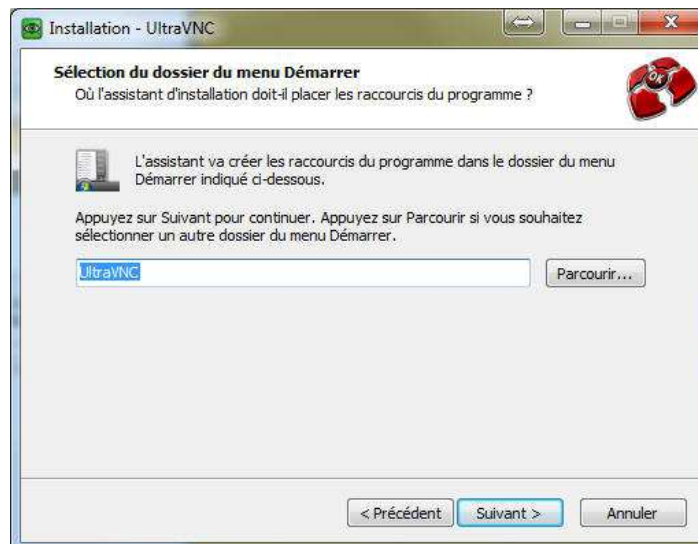 Installation - UltraVNC
Sélection du dossier du menu Démarrer
Où l'assistant d'installation doit-il placer les raccourcis du programme ?
OK
L'assistant va créer les raccourcis du programme dans le dossier du menu
Démarrer indiqué ci-dessous.
Appuyez sur Suivant pour continuer. Appuyez sur Parcourir si vous souhaitez
sélectionner un autre dossier du menu Démarrer.
UltraVNC
Parcourir...
< Précédent
Suivant >
Annuler